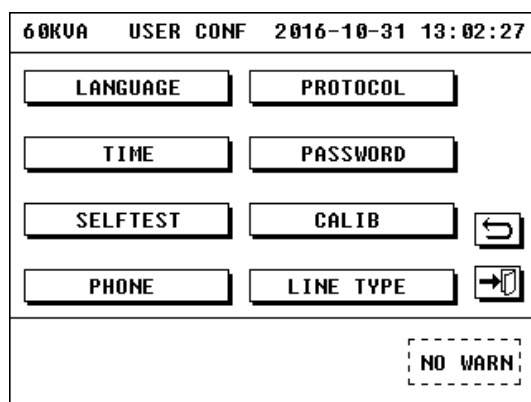 60KVA USER CONF 2016-10-31 13:02:27
LANGUAGE PROTOCOL
TIME PASSWORD
SELFTEST CALIB
PHONE LINE TYPE
NO WARN